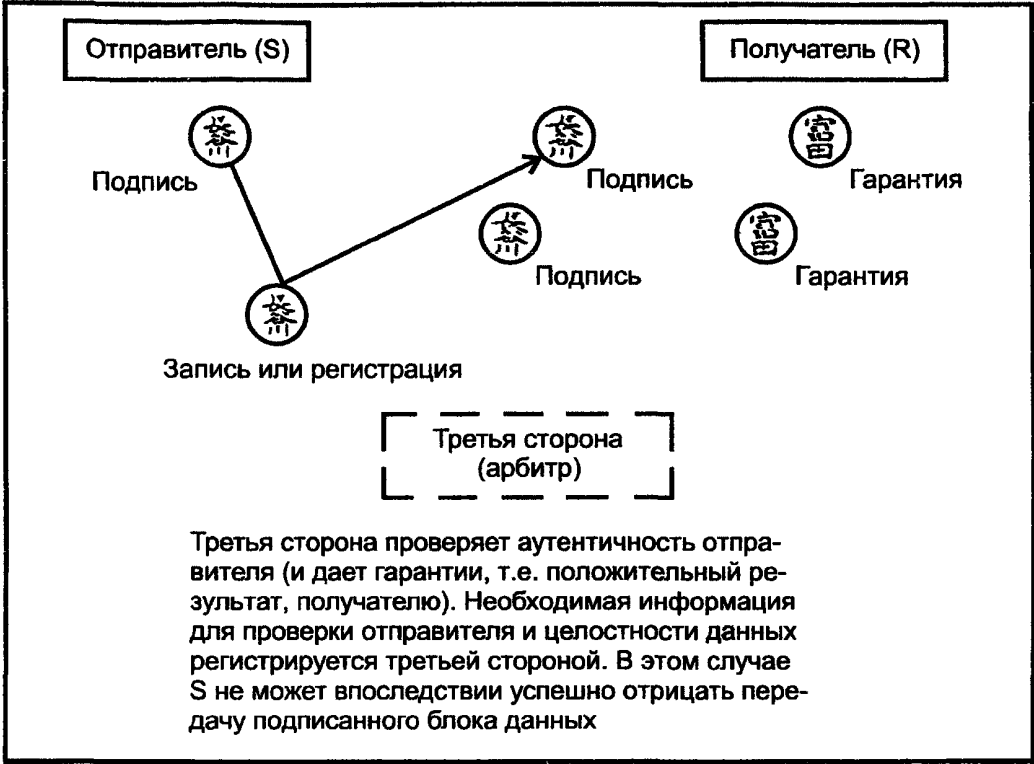 Отправитель (S)
Получатель (R)
Подпись
Подпись
Гарантия
Подпись
Гарантия
Запись или регистрация
Третья сторона
(арбитр)
Третья сторона проверяет аутентичность отпра-
вителя (и дает гарантии, т.е. положительный ре-
зультат, получателю). Необходимая информация
для проверки отправителя и целостности данных
регистрируется третьей стороной. В этом случае
S не может впоследствии успешно отрицать пере-
дачу подписанного блока данных